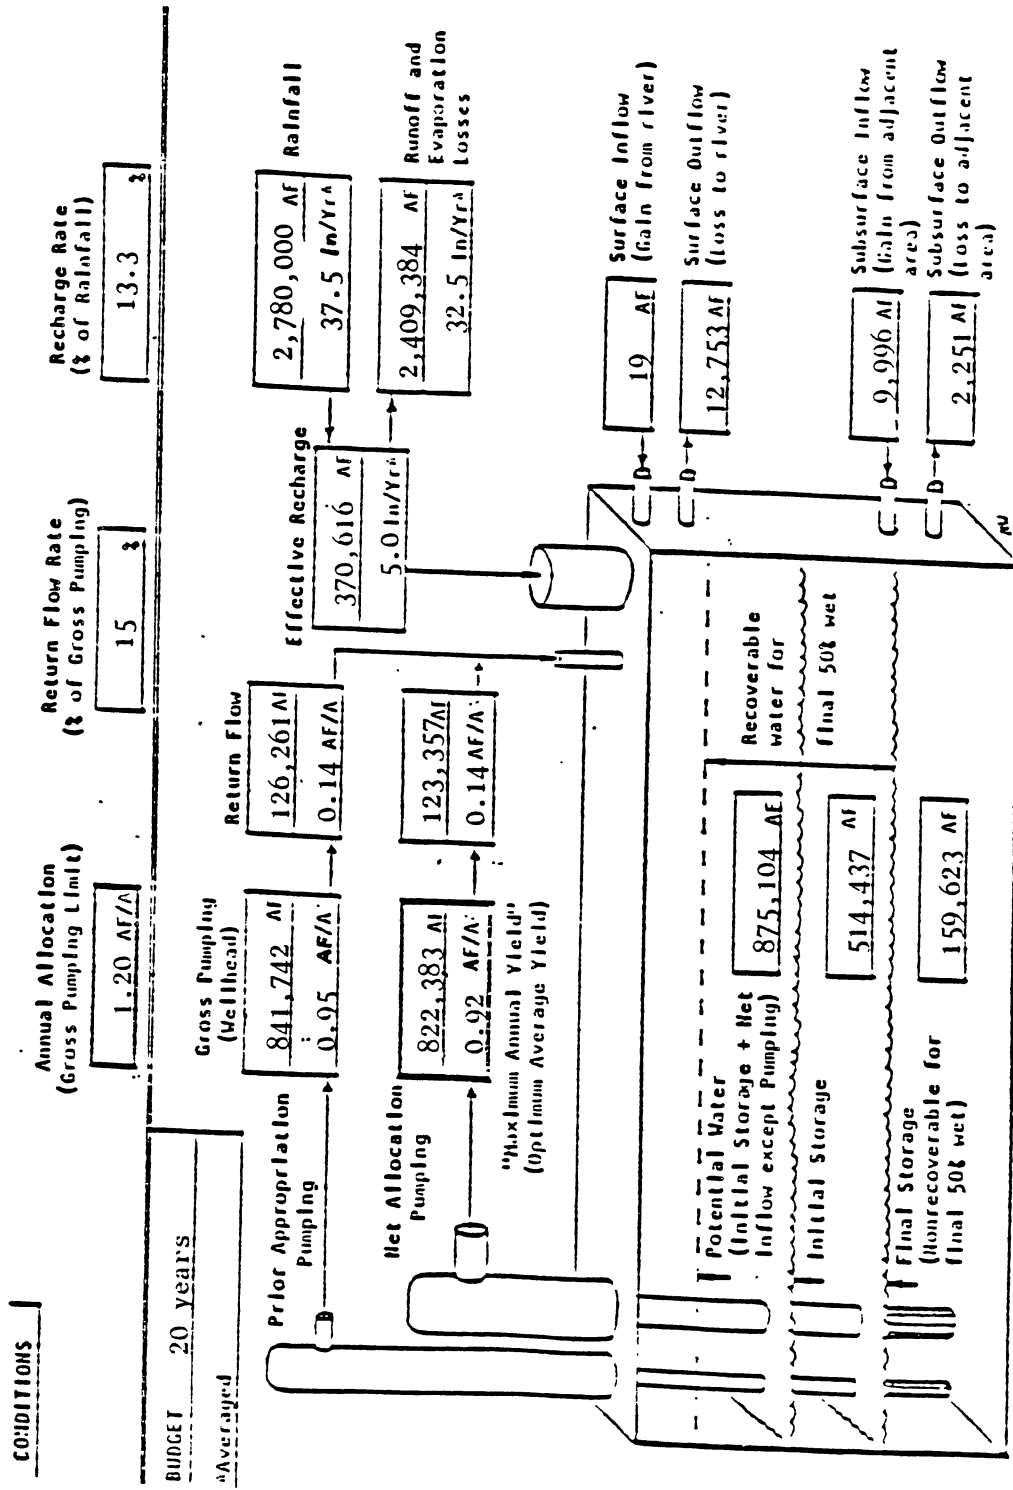 CONDITIONS
Annual Allocation
(Gross Pumping Limit)
1.20 AF/A
Return Flow Rate
(% of Gross Pumping)
15 %
Recharge Rate
(% of Rainfall)
13.3 %
BUDGET 20 years
*Averaged
Prior Appropriation
Pumping
Gross Pumping
(Wellhead)
841,742 AF
0.95 AF/A
Return Flow
126,261 AF
0.14 AF/A
Effective Recharge
370,616 AF
5.0 In/Yr*
2,780,000 AF
37.5 In/Yr*
Rainfall
2,409,384 AF
32.5 In/Yr*
Runoff and
Evaporation
Losses
Net Allocation
Pumping
822,383 AF
0.92 AF/A*
123,357 AF
0.14 AF/A*
"Maximum Annual Yield"
(Optimum Average Yield)
19 AF
Surface Inflow
(Gain from river)
12,753 AF
Surface Outflow
(Loss to river)
Potential Water
(Initial Storage + Net
Inflow except Pumping)
875,104 AF
Recoverable
water for
final 50% wet
Initial Storage
514,437 AF
9,996 AF
Subsurface Inflow
(Gain from adjacent
area)
2,251 AF
Subsurface Outflow
(Loss to adjacent
area)
Final Storage
(Nonrecoverable for
final 50% wet)
159,623 AF